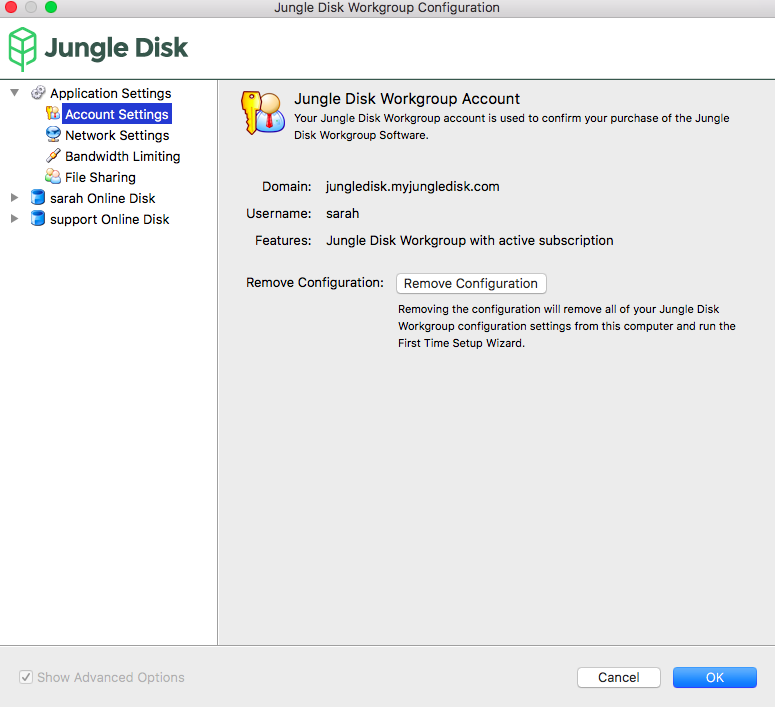 Jungle Disk Workgroup Configuration
Jungle Disk
Application Settings
Account Settings
Network Settings
Bandwidth Limiting
File Sharing
sarah Online Disk
support Online Disk
Jungle Disk Workgroup Account
Your Jungle Disk Workgroup account is used to confirm your purchase of the Jungle
Disk Workgroup Software.
Domain: jungledisk.myjungledisk.com
Username: sarah
Features: Jungle Disk Workgroup with active subscription
Remove Configuration: Remove Configuration
Removing the configuration will remove all of your Jungle Disk
Workgroup configuration settings from this computer and run the
First Time Setup Wizard.
Show Advanced Options
Cancel
OK